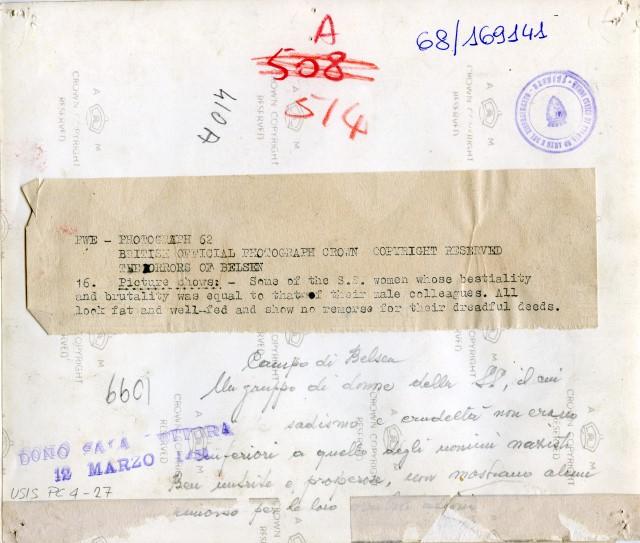 A
508
514
68/169141
410A
A M
CROWN COPYRIGHT
RESERVED
PWE - PHOTOGRAPH 62
BRITISH OFFICIAL PHOTOGRAPH CROWN COPYRIGHT RESERVED
THE HORRORS OF BELSEN
16. Picture shows: - Some of the S.S. women whose bestiality
and brutality was equal to that of their male colleagues. All
look fat and well-fed and show no remorse for their dreadful deeds.
Campo di Belsen
Un gruppo di donne delle SS, il cui
sadismo e crudeltà non erano
inferiori a quelle degli uomini nazisti
Ben nutrite e prosperose, non mostrano alcun
rimorso per le loro
1099
DONO
12 MARZO
USIS PC 4-27